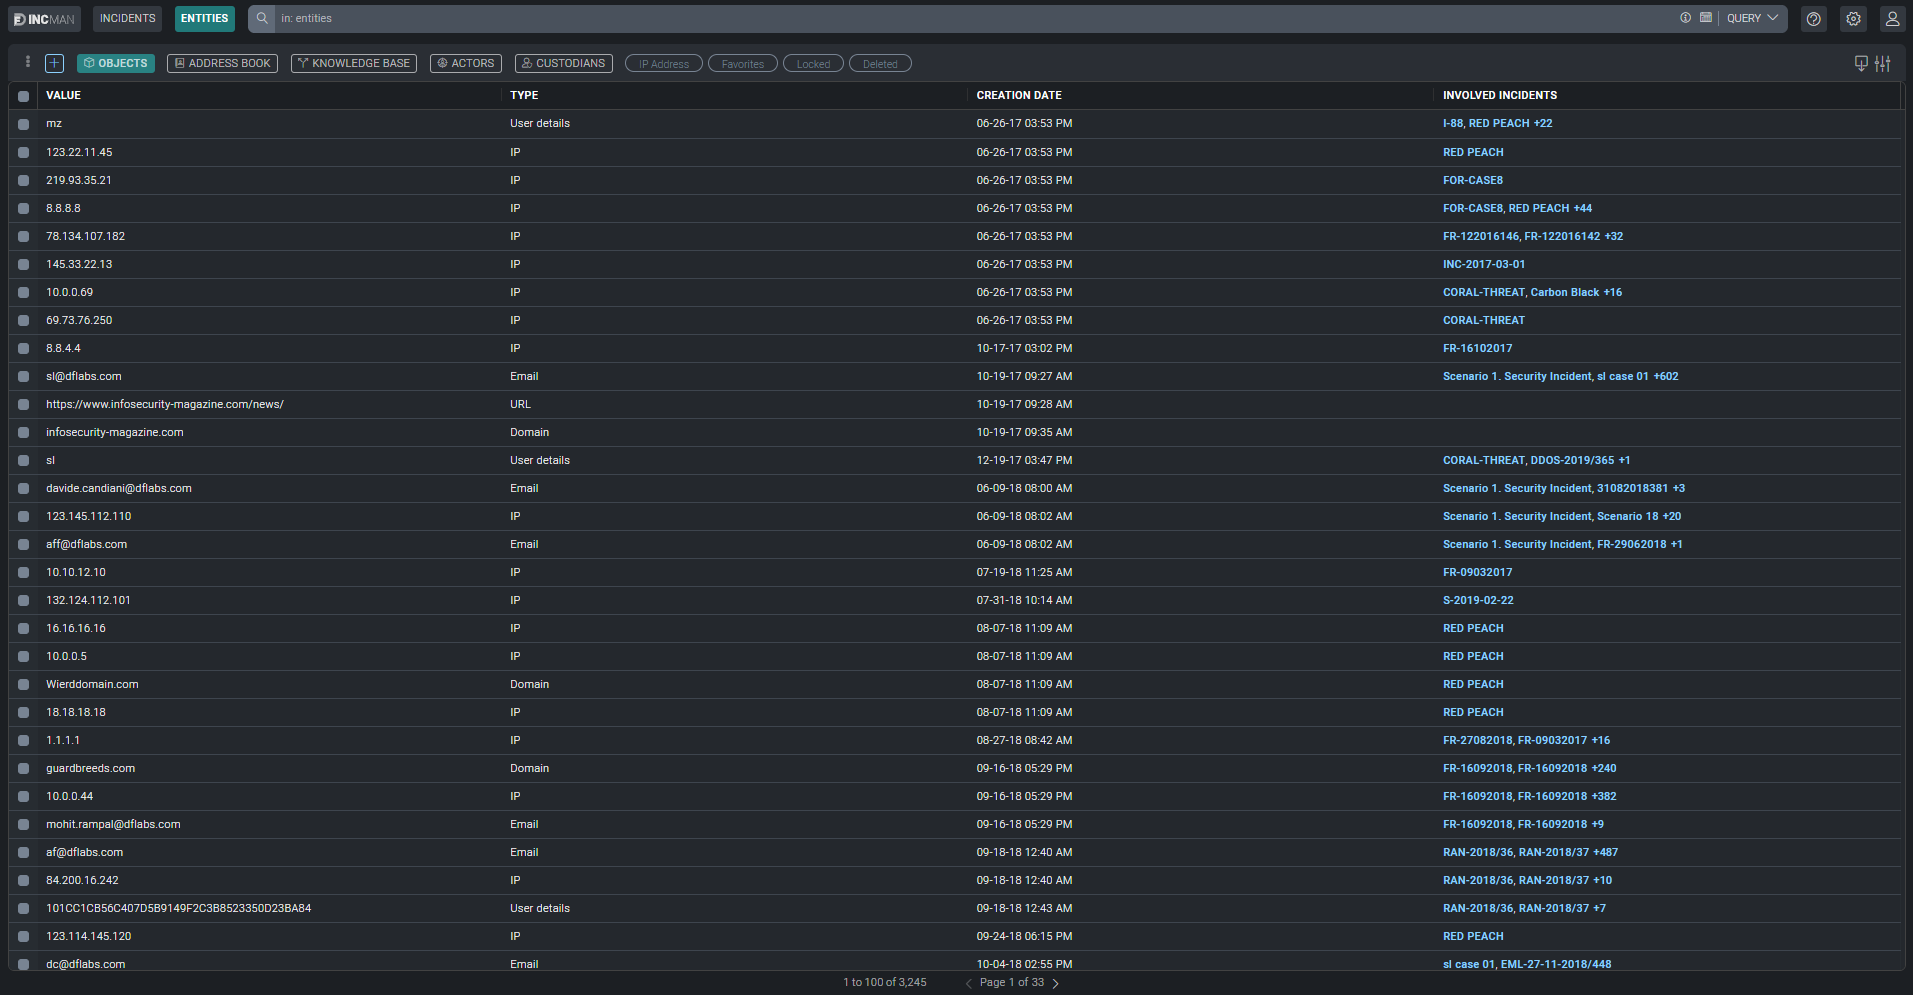 INCMAN INCIDENTS ENTITIES in: entities QUERY
OBJECTS ADDRESS BOOK KNOWLEDGE BASE ACTORS CUSTODIANS IP Address Favorites Locked Deleted
VALUE TYPE CREATION DATE INVOLVED INCIDENTS
mz User details 06-26-17 03:53 PM I-88, RED PEACH +22
123.22.11.45 IP 06-26-17 03:53 PM RED PEACH
219.93.35.21 IP 06-26-17 03:53 PM FOR-CASE8
8.8.8.8 IP 06-26-17 03:53 PM FOR-CASE8, RED PEACH +44
78.134.107.182 IP 06-26-17 03:53 PM FR-122016146, FR-122016142 +32
145.33.22.13 IP 06-26-17 03:53 PM INC-2017-03-01
10.0.0.69 IP 06-26-17 03:53 PM CORAL-THREAT, Carbon Black +16
69.73.76.250 IP 06-26-17 03:53 PM CORAL-THREAT
8.8.4.4 IP 10-17-17 03:02 PM FR-16102017
sl@dflabs.com Email 10-19-17 09:27 AM Scenario 1. Security Incident, sl case 01 +602
https://www.infosecurity-magazine.com/news/ URL 10-19-17 09:28 AM
infosecurity-magazine.com Domain 10-19-17 09:35 AM
sl User details 12-19-17 03:47 PM CORAL-THREAT, DDOS-2019/365 +1
davide.candiani@dflabs.com Email 06-09-18 08:00 AM Scenario 1. Security Incident, 31082018381 +3
123.145.112.110 IP 06-09-18 08:02 AM Scenario 1. Security Incident, Scenario 18 +20
aff@dflabs.com Email 06-09-18 08:02 AM Scenario 1. Security Incident, FR-29062018 +1
10.10.12.10 IP 07-19-18 11:25 AM FR-09032017
132.124.112.101 IP 07-31-18 10:14 AM S-2019-02-22
16.16.16.16 IP 08-07-18 11:09 AM RED PEACH
10.0.0.5 IP 08-07-18 11:09 AM RED PEACH
Wierddomain.com Domain 08-07-18 11:09 AM RED PEACH
18.18.18.18 IP 08-07-18 11:09 AM RED PEACH
1.1.1.1 IP 08-27-18 08:42 AM FR-27082018, FR-09032017 +16
guardbreeds.com Domain 09-16-18 05:29 PM FR-16092018, FR-16092018 +240
10.0.0.44 IP 09-16-18 05:29 PM FR-16092018, FR-16092018 +382
mohit.rampal@dflabs.com Email 09-16-18 05:29 PM FR-16092018, FR-16092018 +9
af@dflabs.com Email 09-18-18 12:40 AM RAN-2018/36, RAN-2018/37 +487
84.200.16.242 IP 09-18-18 12:40 AM RAN-2018/36, RAN-2018/37 +10
101CC1CB56C407D5B9149F2C3B8523350D23BA84 User details 09-18-18 12:43 AM RAN-2018/36, RAN-2018/37 +7
123.114.145.120 IP 09-24-18 06:15 PM RED PEACH
dc@dflabs.com Email 10-04-18 02:55 PM sl case 01, EML-27-11-2018/448
1 to 100 of 3,245 Page 1 of 33